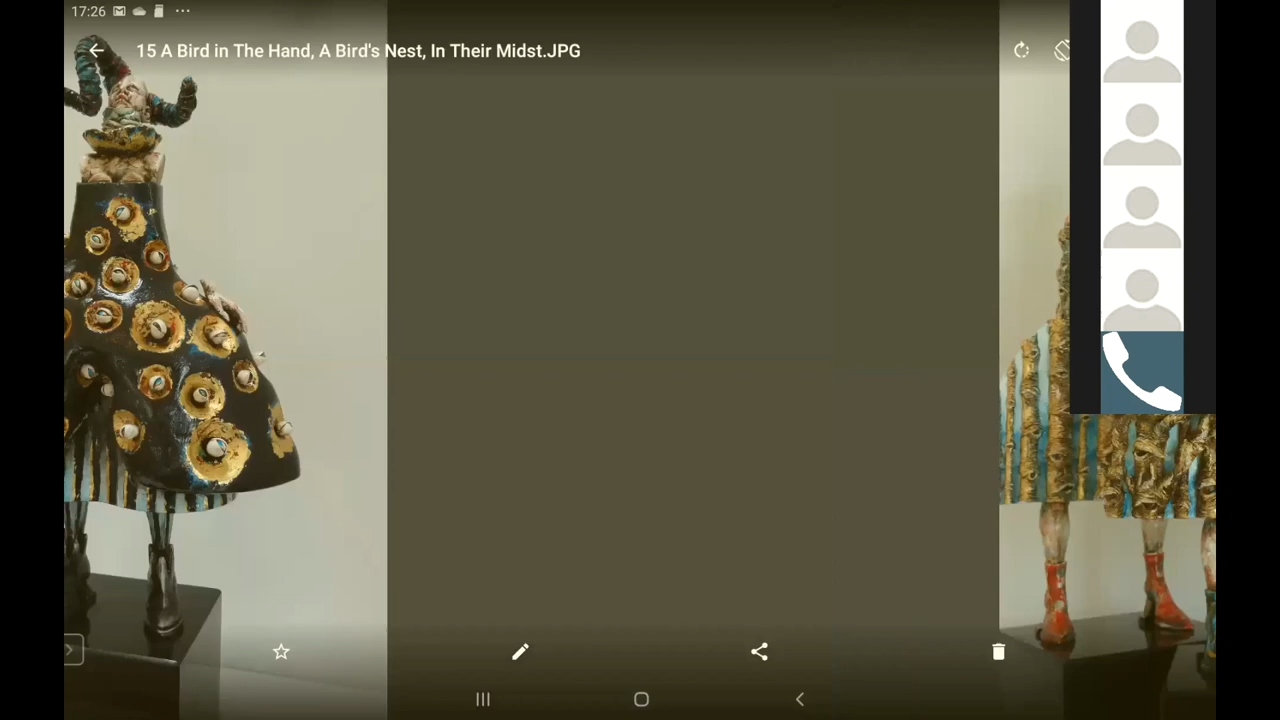 17:26
15 A Bird in The Hand, A Bird's Nest, In Their Midst.JPG